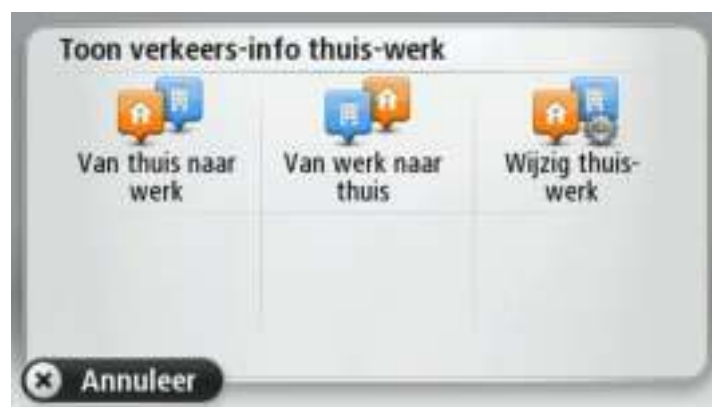 Toon verkeers-info thuis-werk
Van thuis naar
werk
Van werk naar
thuis
Wijzig thuis-
werk
Annuleer